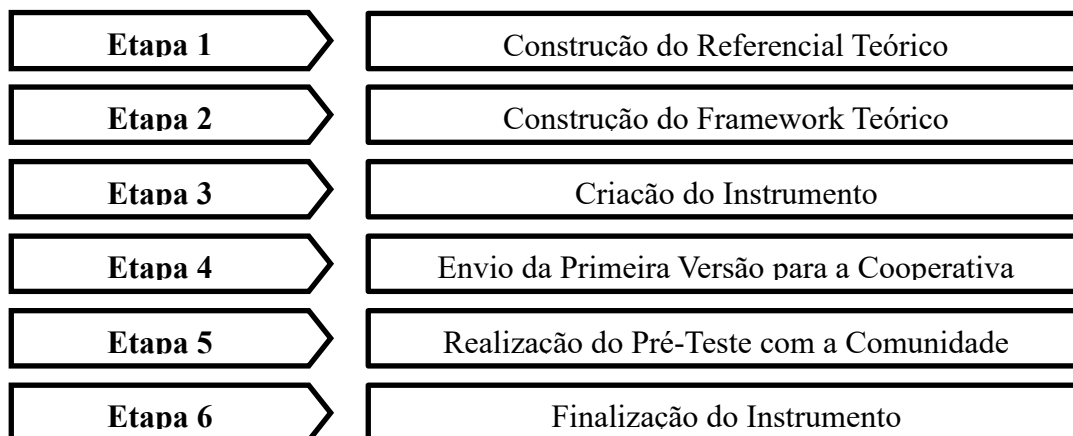 Etapa 1
Construção do Referencial Teórico
Etapa 2
Construção do Framework Teórico
Etapa 3
Criação do Instrumento
Etapa 4
Envio da Primeira Versão para a Cooperativa
Etapa 5
Realização do Pré-Teste com a Comunidade
Etapa 6
Finalização do Instrumento